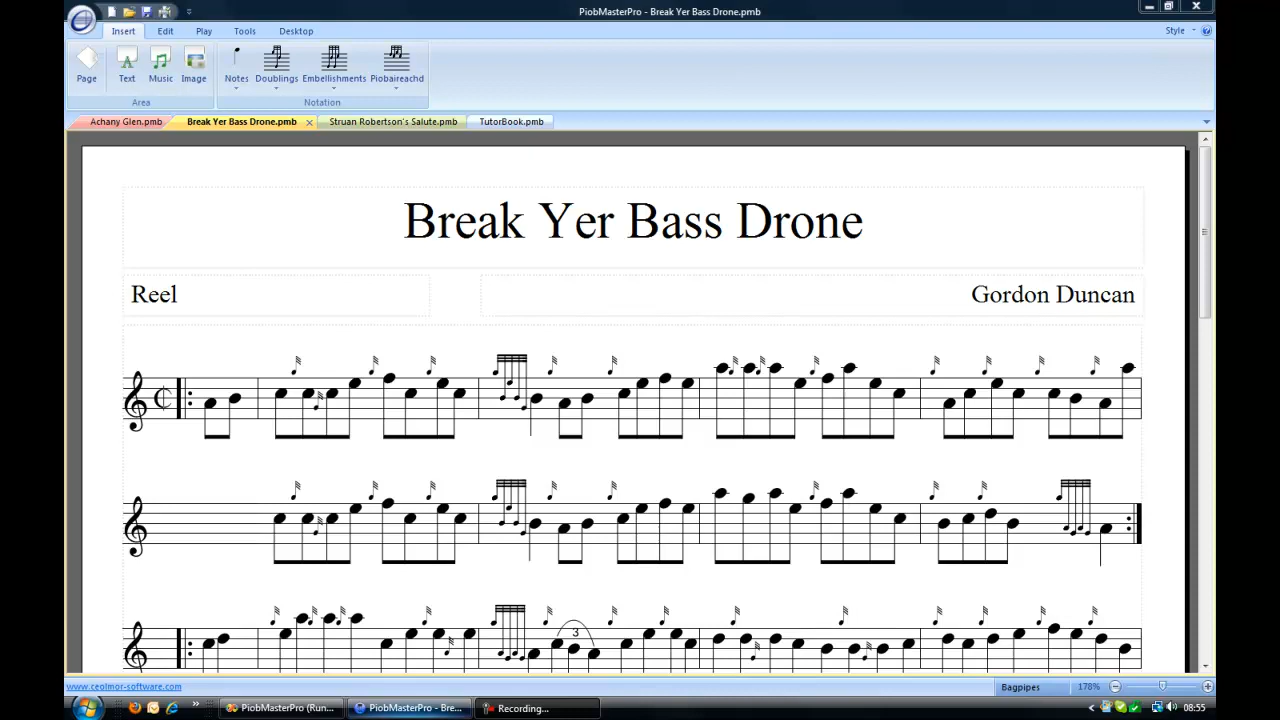 PiobMasterPro - Break Yer Bass Drone.pmb
Insert Edit Play Tools Desktop Style
Page Text Music Image Notes Doublings Embellishments Piobaireachd
Area Notation
Achany Glen.pmb Break Yer Bass Drone.pmb Struan Robertson's Salute.pmb TutorBook.pmb
Break Yer Bass Drone
Reel Gordon Duncan
3
www.ceolmor-software.com Bagpipes 178%
PiobMasterPro (Run... PiobMasterPro - Bre... Recording... 08:55